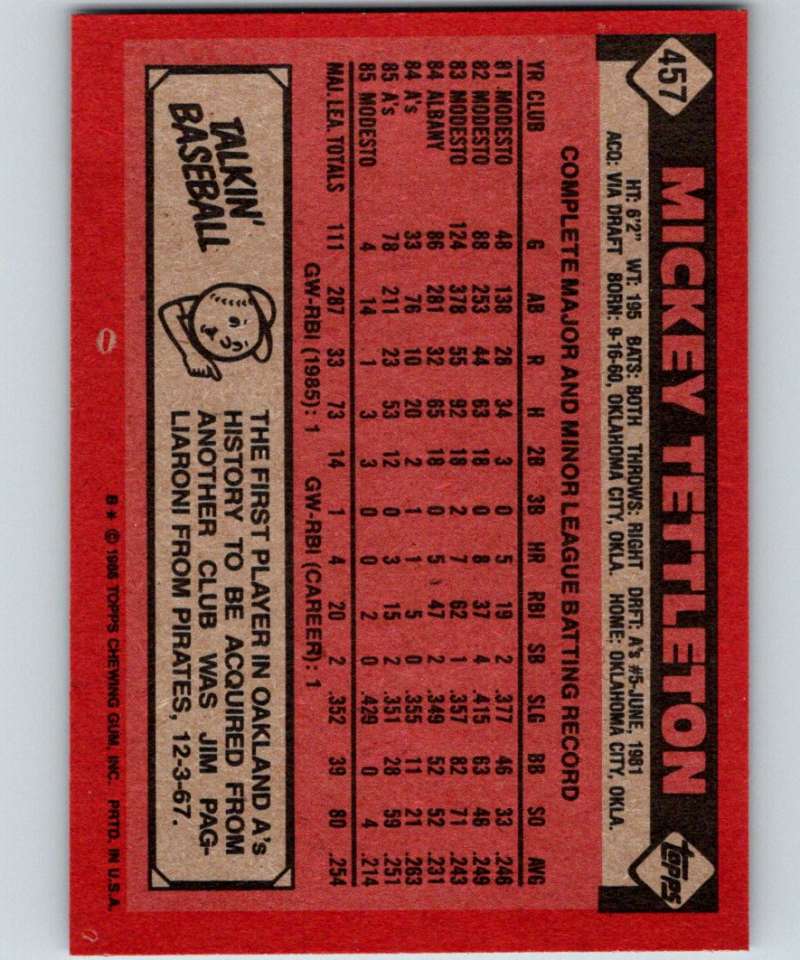 457
MICKEY TETTLETON
Topps
HT: 6'2" WT: 195 BATS: BOTH THROWS: RIGHT DRFT: A's #5-JUNE, 1981
ACQ: VIA DRAFT BORN: 9-16-60, OKLAHOMA CITY, OKLA. HOME: OKLAHOMA CITY, OKLA.
COMPLETE MAJOR AND MINOR LEAGUE BATTING RECORD
YR CLUB G AB R H 2B 3B HR RBI SB SLG BB SO AVG
81 MODESTO 48 138 28 34 3 0 5 19 2 .377 46 33 .246
82 MODESTO 88 253 44 63 18 0 8 37 4 .415 63 46 .249
83 MODESTO 124 378 55 92 18 2 7 62 1 .357 82 71 .243
84 ALBANY 86 281 32 65 18 0 5 47 2 .349 52 52 .231
84 A's 33 76 10 20 2 1 1 5 0 .355 11 21 .263
85 A's 78 211 23 53 12 0 3 15 2 .351 28 59 .251
85 MODESTO 4 14 1 3 3 0 0 2 0 .429 0 4 .214
MAJ. LEA. TOTALS 111 287 33 73 14 1 4 20 2 .352 39 80 .254
GW-RBI (1985): 1 GW-RBI (CAREER): 1
TALKIN'
BASEBALL
THE FIRST PLAYER IN OAKLAND A's
HISTORY TO BE ACQUIRED FROM
ANOTHER CLUB WAS JIM PAG-
LIARONI FROM PIRATES, 12-3-67.
B* © 1986 TOPPS CHEWING GUM, INC. PRTD. IN U.S.A.